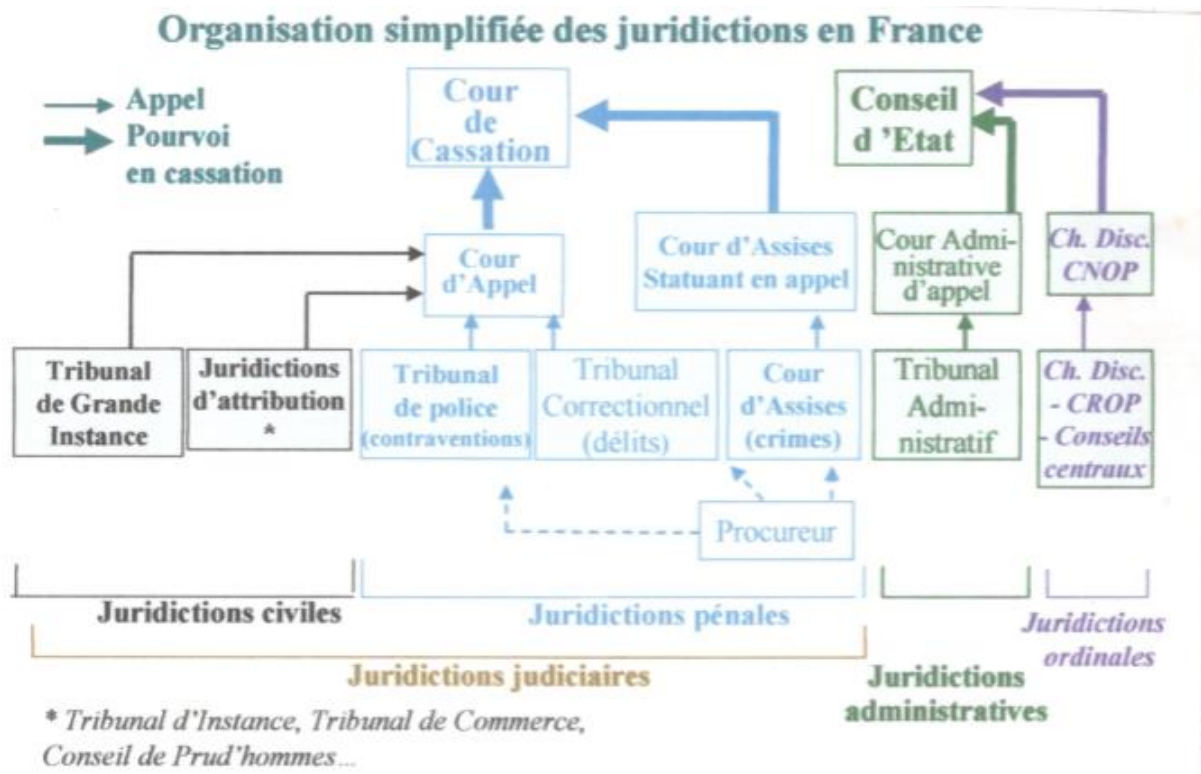 Organisation simplifiée des juridictions en France
Appel
Pourvoi
en cassation
Cour
de
Cassation
Conseil
d ’Etat
Cour
d’Appel
Cour d’Assises
Statuant en appel
Cour Admi-
nistrative
d’appel
Ch. Disc.
CNOP
Tribunal
de Grande
Instance
Juridictions
d’attribution
*
Tribunal
de police
(contraventions)
Tribunal
Correctionnel
(délits)
Cour
d’Assises
(crimes)
Tribunal
Admi-
nistratif
Ch. Disc.
- CROP
- Conseils
centraux
Procureur
Juridictions civiles
Juridictions pénales
Juridictions
ordinales
Juridictions judiciaires
Juridictions
administratives
* Tribunal d’Instance, Tribunal de Commerce,
Conseil de Prud’hommes...